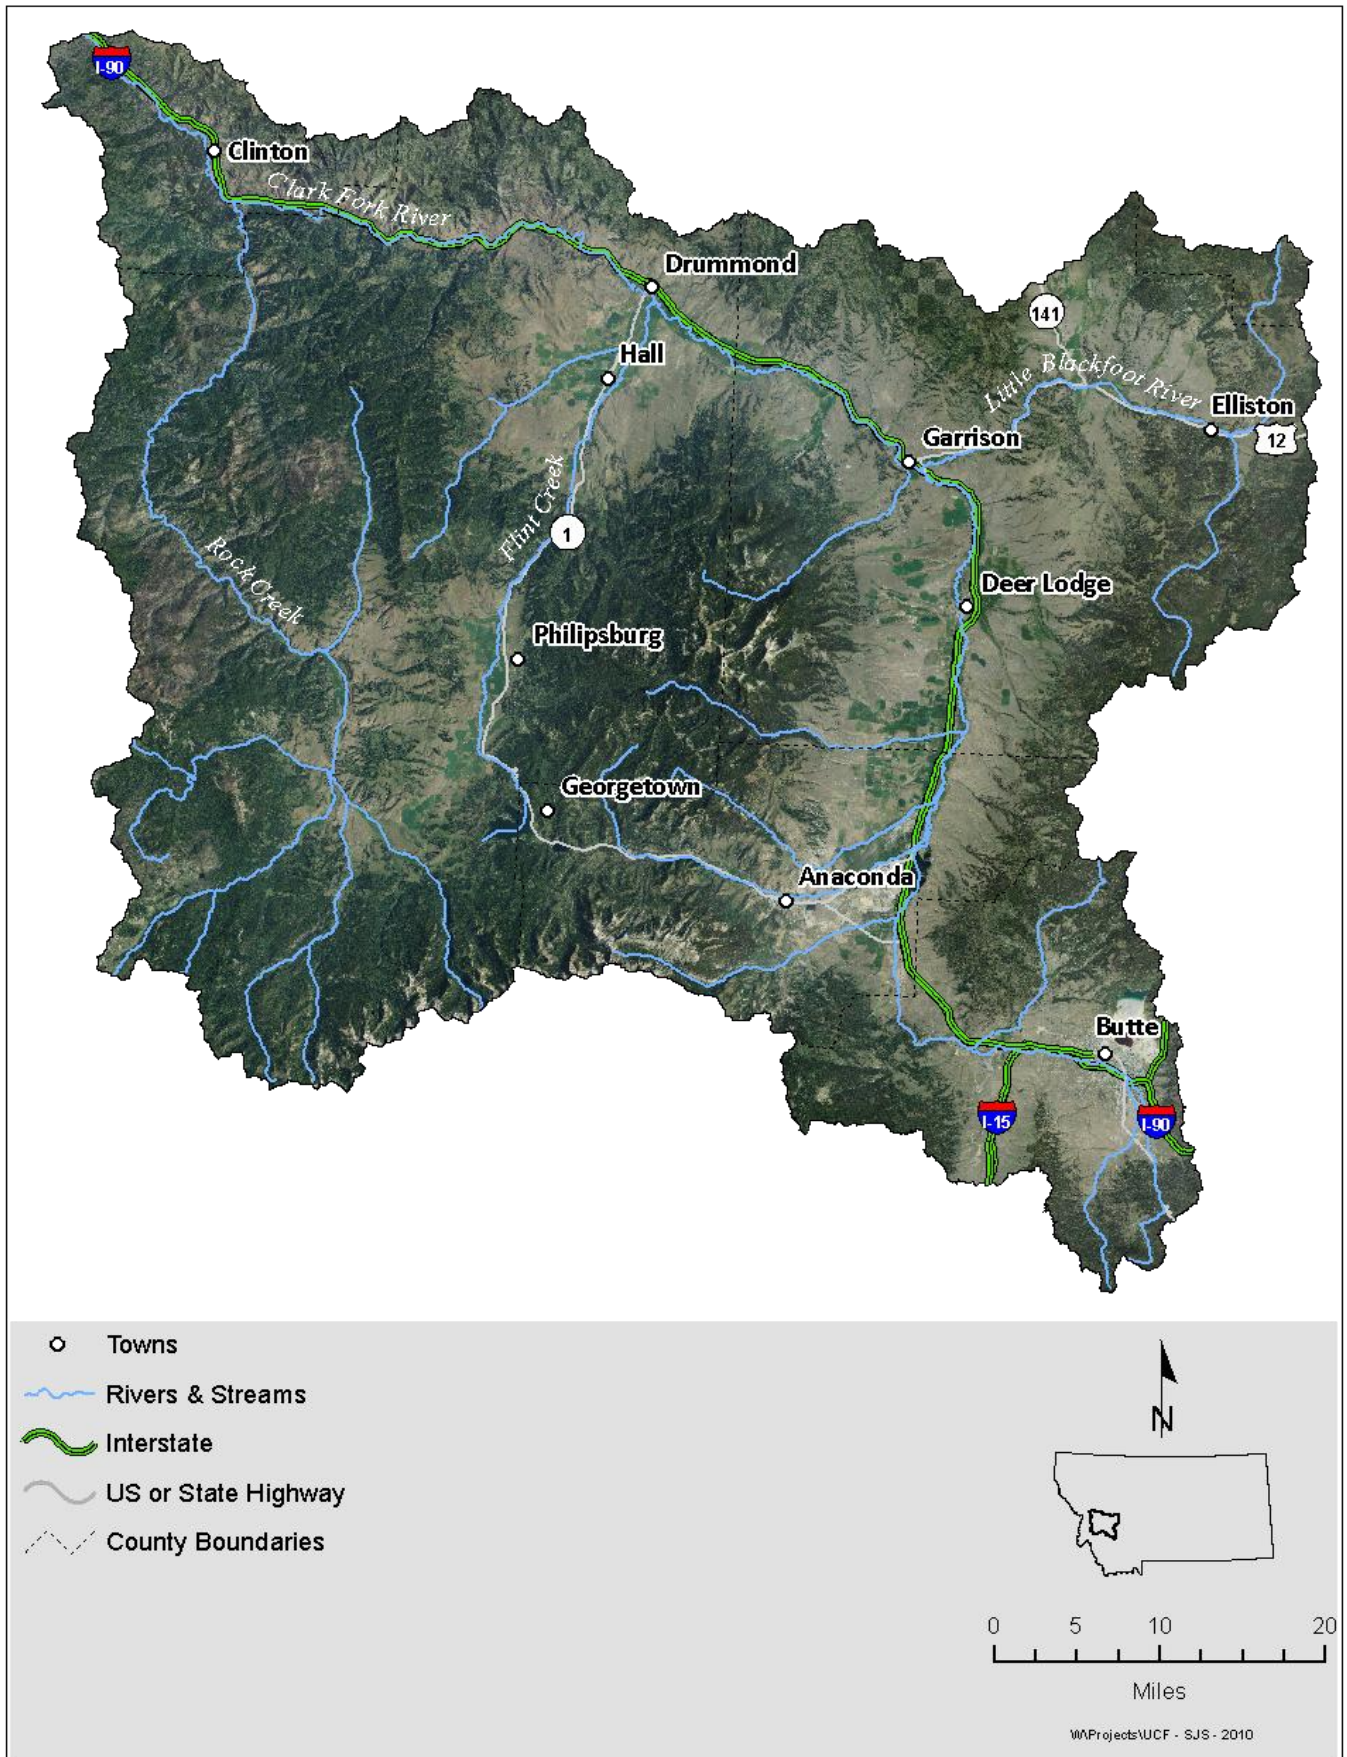 I-90
Clinton
Clark Fork River
Drummond
141
Hall
Little Blackfoot River
Elliston
12
Garrison
Flint Creek
1
Rock Creek
Deer Lodge
Philipsburg
Georgetown
Anaconda
Butte
I-15
I-90
Towns
Rivers & Streams
Interstate
US or State Highway
County Boundaries
N
0 5 10 20
Miles
W\Projects\UCF - SJS - 2010